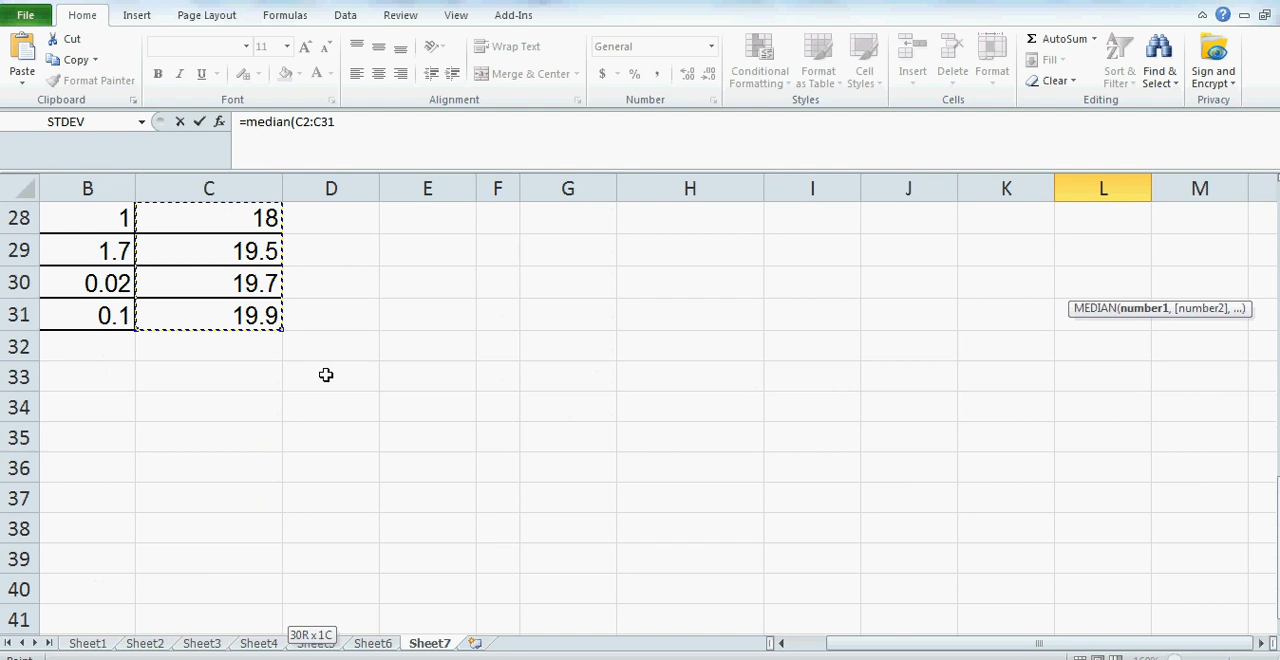 File Home Insert Page Layout Formulas Data Review View Add-Ins
Paste
Cut
Copy
Format Painter
Clipboard
11 A A
B I U A
Font
Wrap Text
Merge & Center
Alignment
General
$ % ,
Number
Conditional Formatting
Format as Table
Cell Styles
Styles
Insert Delete Format
Cells
Σ AutoSum
Fill
Clear
Sort & Filter
Find & Select
Editing
Sign and Encrypt
Privacy
STDEV fx =median(C2:C31
B C D E F G H I J K L M
28 1 18
29 1.7 19.5
30 0.02 19.7
31 0.1 19.9
MEDIAN(number1, [number2], ...)
32
33
34
35
36
37
38
39
40
41
30R x 1C
Sheet1 Sheet2 Sheet3 Sheet4 Sheet5 Sheet6 Sheet7